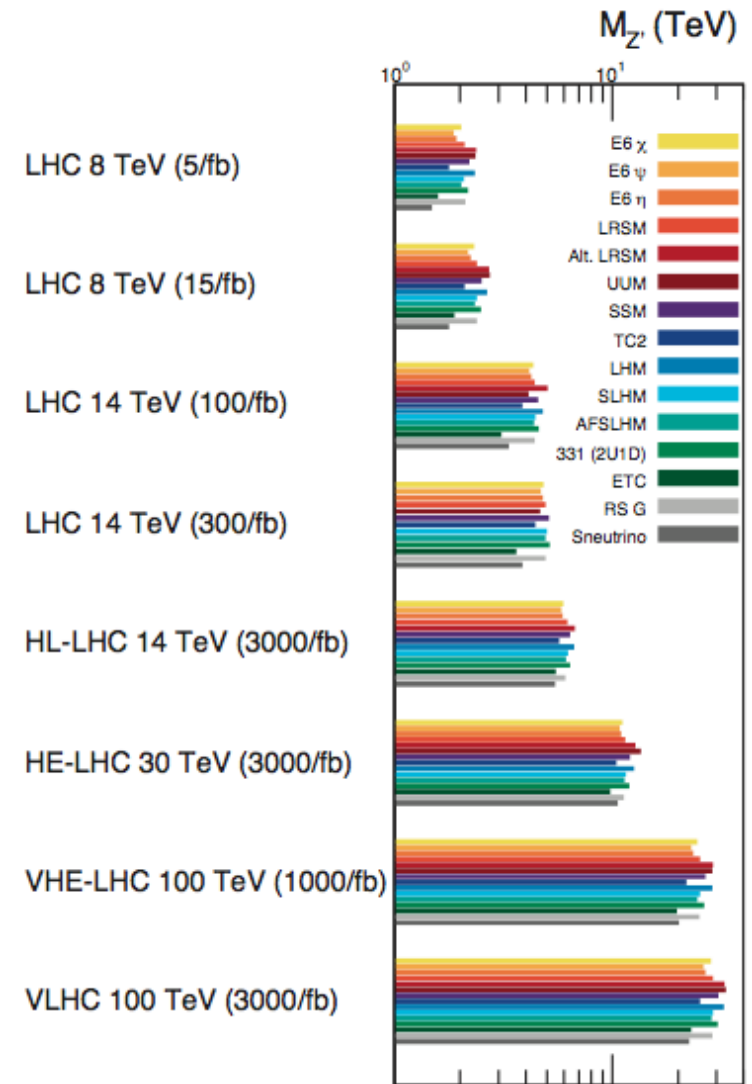 M_Z' (TeV)
10^0
10^1
LHC 8 TeV (5/fb)
LHC 8 TeV (15/fb)
LHC 14 TeV (100/fb)
LHC 14 TeV (300/fb)
HL-LHC 14 TeV (3000/fb)
HE-LHC 30 TeV (3000/fb)
VHE-LHC 100 TeV (1000/fb)
VLHC 100 TeV (3000/fb)
E6 χ
E6 ψ
E6 η
LRSM
Alt. LRSM
UUM
SSM
TC2
LHM
SLHM
AFSLHM
331 (2U1D)
ETC
RS G
Sneutrino